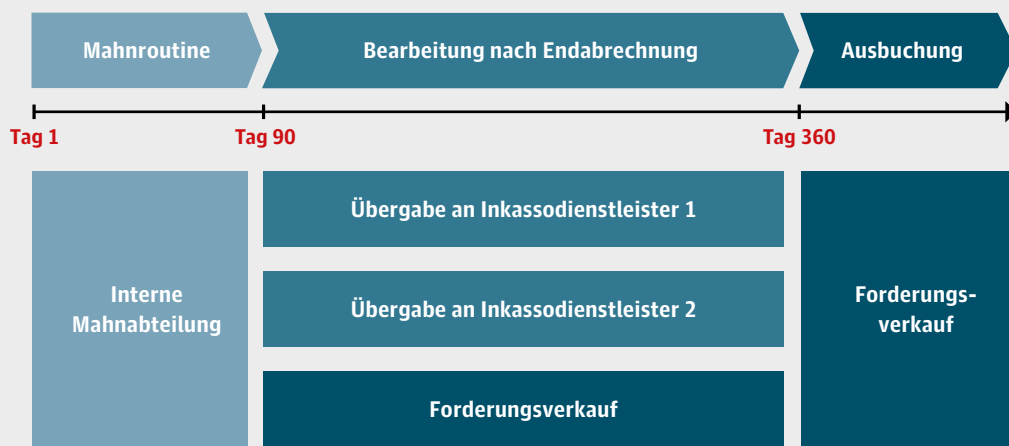 Mahnroutine
Bearbeitung nach Endabrechnung
Ausbuchung
Tag 1
Tag 90
Tag 360
Interne
Mahnabteilung
Übergabe an Inkassodienstleister 1
Übergabe an Inkassodienstleister 2
Forderungsverkauf
Forderungs-
verkauf